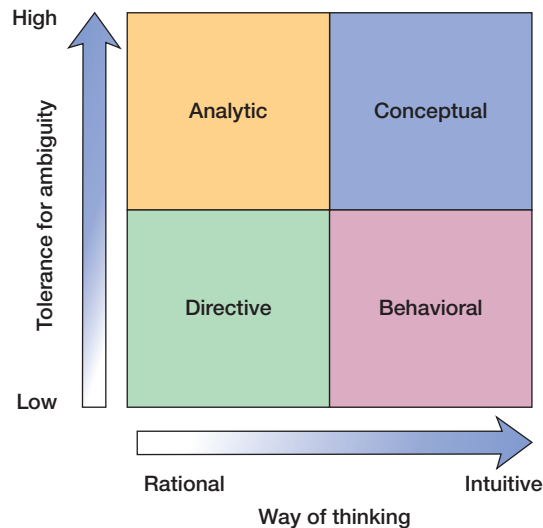 High
Tolerance for ambiguity
Low
Analytic
Conceptual
Directive
Behavioral
Rational
Intuitive
Way of thinking